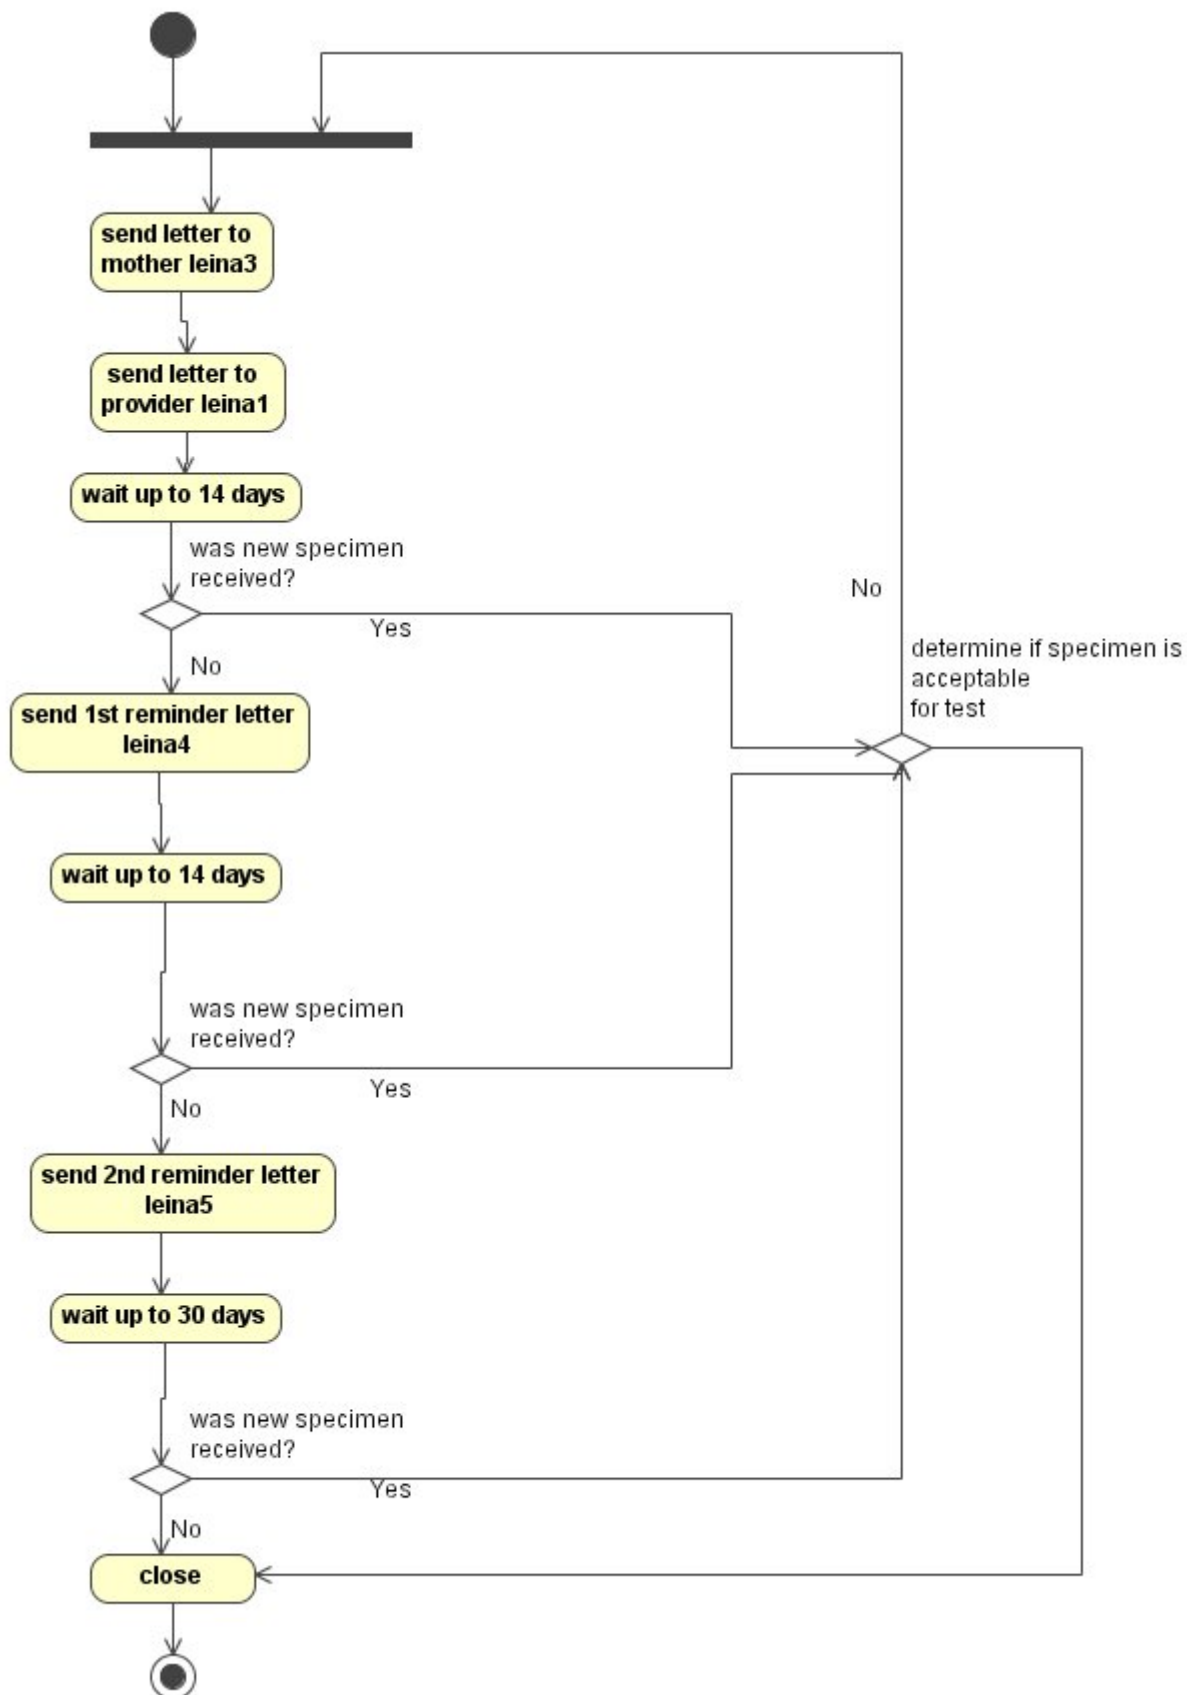 send letter to
mother leina3
send letter to
provider leina1
wait up to 14 days
was new specimen
received?
Yes
No
No
determine if specimen is
acceptable
for test
send 1st reminder letter
leina4
wait up to 14 days
was new specimen
received?
Yes
No
send 2nd reminder letter
leina5
wait up to 30 days
was new specimen
received?
Yes
No
close